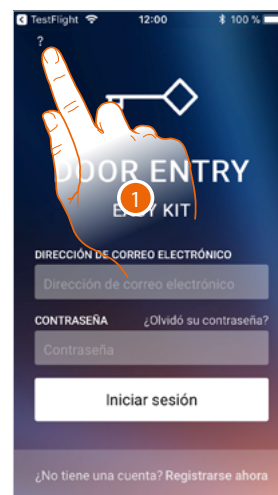 TestFlight 12:00 100 %
?
DOOR ENTRY
EASY KIT
1
DIRECCIÓN DE CORREO ELECTRÓNICO
Dirección de correo electrónico
CONTRASEÑA ¿Olvidó su contraseña?
Contraseña
Iniciar sesión
¿No tiene una cuenta? Registrarse ahora